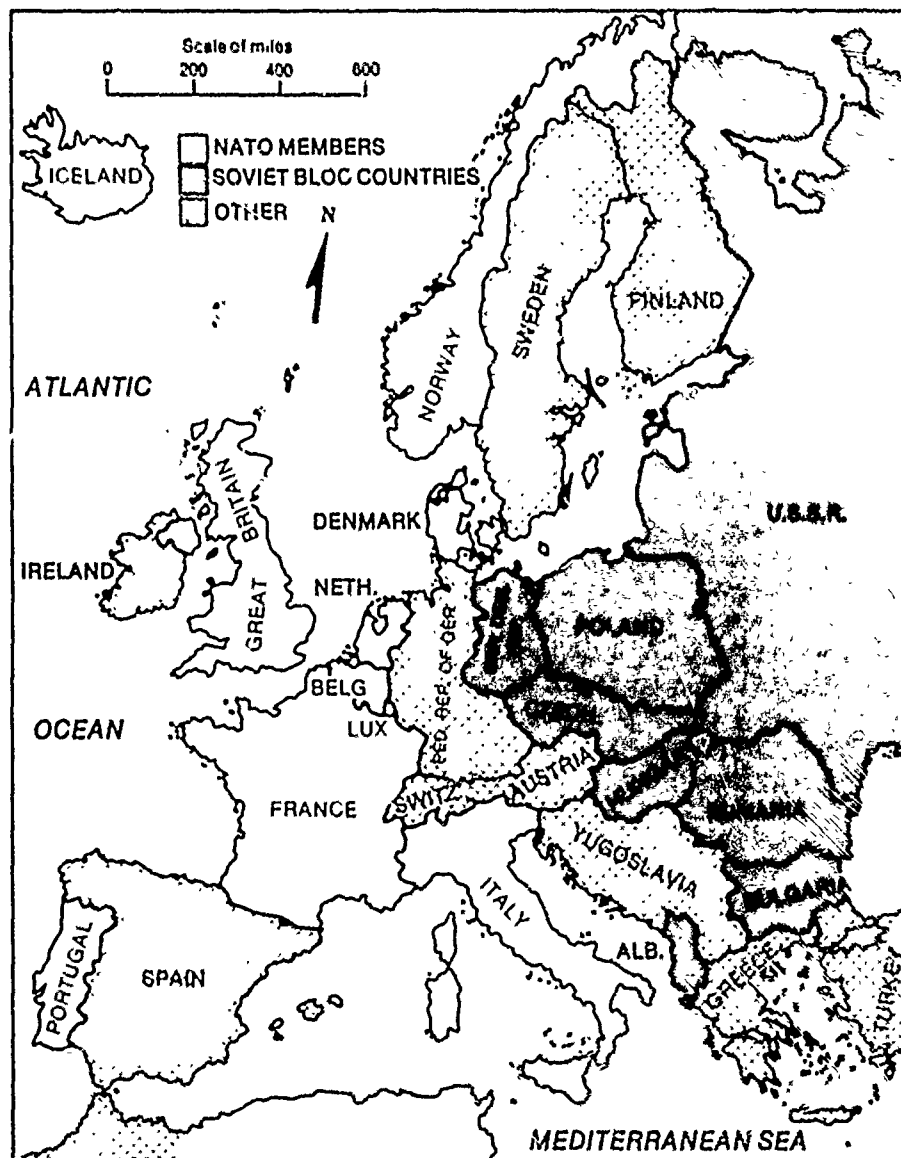 Scale of miles
0 200 400 600
NATO MEMBERS
SOVIET BLOC COUNTRIES
OTHER
N
ICELAND
FINLAND
SWEDEN
NORWAY
ATLANTIC
U.S.S.R.
GREAT BRITAIN
DENMARK
IRELAND
NETH.
POLAND
FED. REP. OF GER
BELG
LUX
CZECH
OCEAN
AUSTRIA
SWITZ
FRANCE
YUGOSLAVIA
BULGARIA
ITALY
ALB.
PORTUGAL
SPAIN
GREECE
TURKE
MEDITERRANEAN SEA